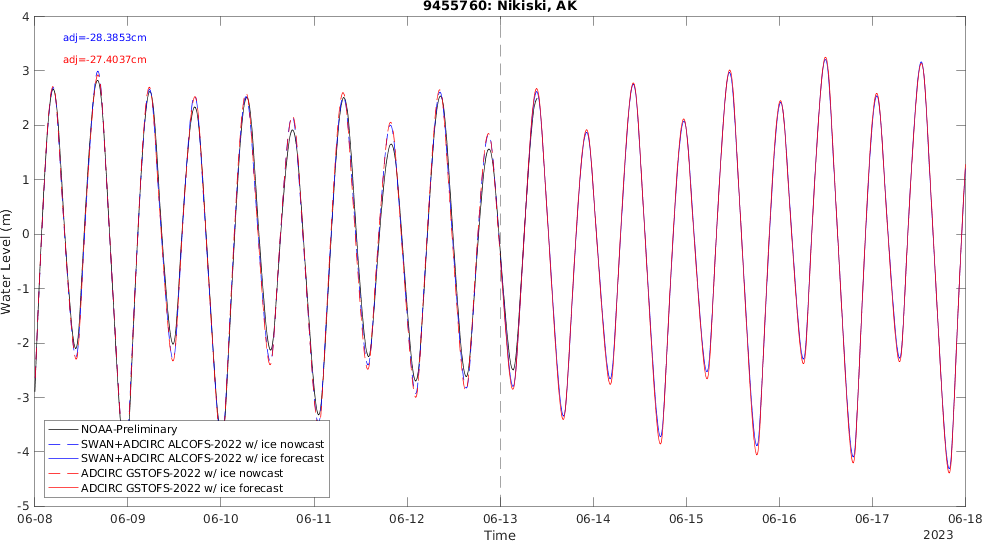 9455760: Nikiski, AK
adj=-28.3853cm
adj=-27.4037cm
Water Level (m)
4
3
2
1
0
-1
-2
-3
-4
-5
NOAA-Preliminary
SWAN+ADCIRC ALCOFS-2022 w/ ice nowcast
SWAN+ADCIRC ALCOFS-2022 w/ ice forecast
ADCIRC GSTOFS-2022 w/ ice nowcast
ADCIRC GSTOFS-2022 w/ ice forecast
06-08 06-09 06-10 06-11 06-12 06-13 06-14 06-15 06-16 06-17 06-18
Time
2023